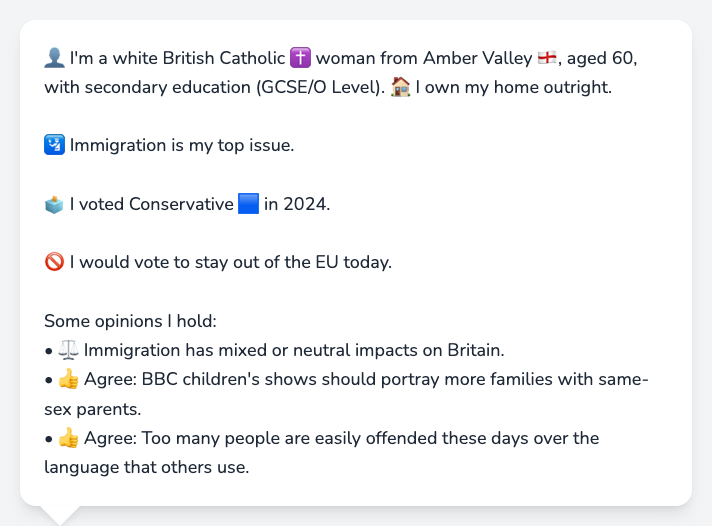 👤 I'm a white British Catholic ✝️ woman from Amber Valley 🏴󠁧󠁢󠁥󠁮󠁧󠁿, aged 60,
with secondary education (GCSE/O Level). 🏠 I own my home outright.
🛂 Immigration is my top issue.
🗳️ I voted Conservative 🟦 in 2024.
🚫 I would vote to stay out of the EU today.
Some opinions I hold:
• ⚖️ Immigration has mixed or neutral impacts on Britain.
• 👍 Agree: BBC children's shows should portray more families with same-
sex parents.
• 👍 Agree: Too many people are easily offended these days over the
language that others use.